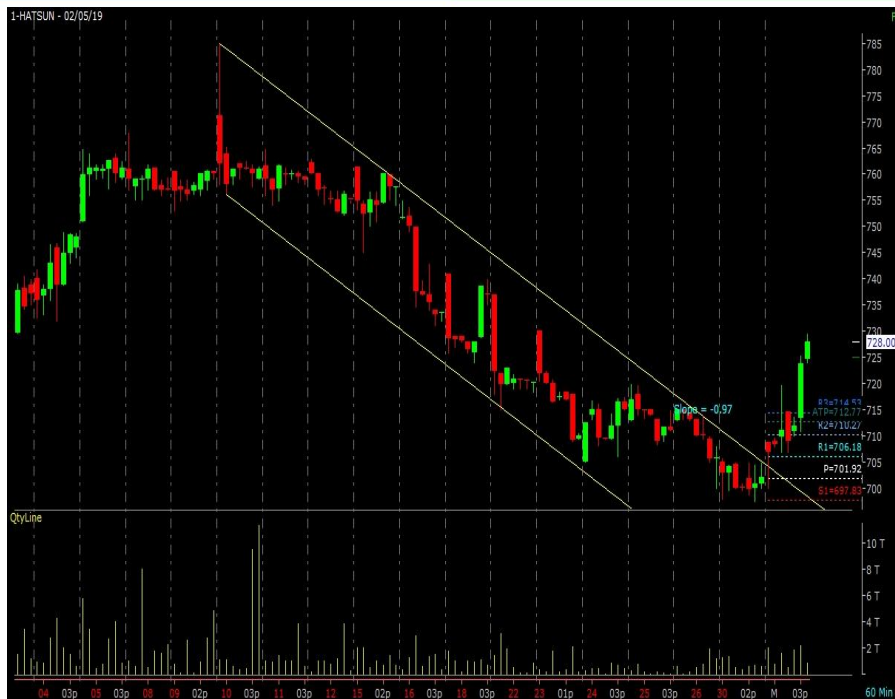 1-HATSUN - 02/05/19
F
785
780
775
770
765
760
755
750
745
740
735
730
728.00
720
715
R3=714.53
ATP=712.77
Slope = -0.97
710
R2=710.27
R1=706.18
705
P=701.92
700
S1=697.83
QtyLine
10 T
8 T
6 T
4 T
2 T
04 03p 05 03p 08 09 02p 10 11 03p 12 15 02p 16 03p 18 03p 22 23 01p 24 03p 25 03p 26 30 02p M 03p
60 Min